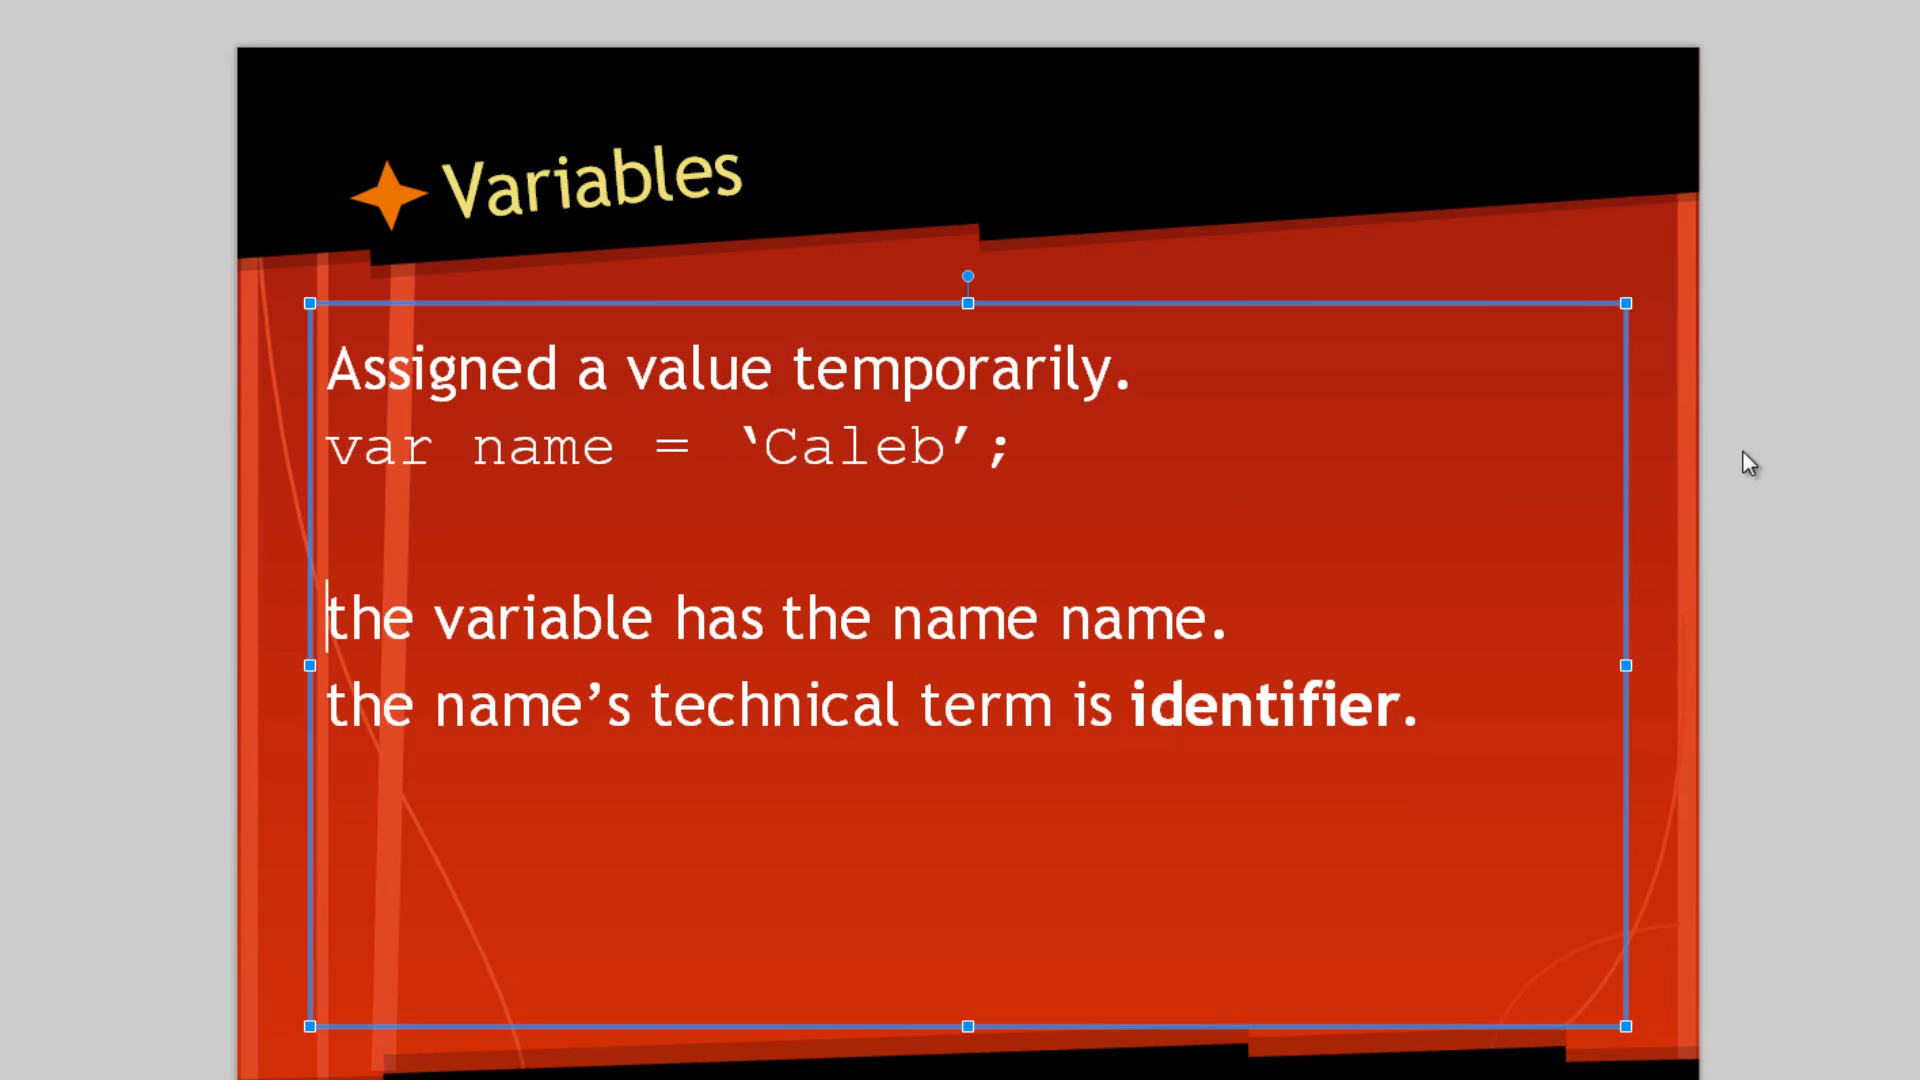 Variables
Assigned a value temporarily.
var name = ‘Caleb’;
the variable has the name name.
the name’s technical term is identifier.